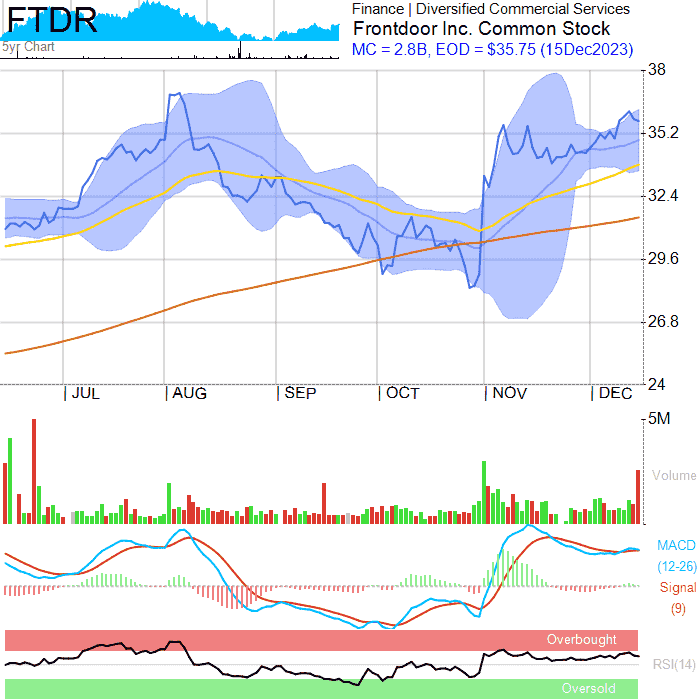 FTDR
5yr Chart
Finance | Diversified Commercial Services
Frontdoor Inc. Common Stock
MC = 2.8B, EOD = $35.75 (15Dec2023)
38
35.2
32.4
29.6
26.8
24
JUL
AUG
SEP
OCT
NOV
DEC
5M
Volume
MACD
(12-26)
Signal
(9)
Overbought
RSI(14)
Oversold